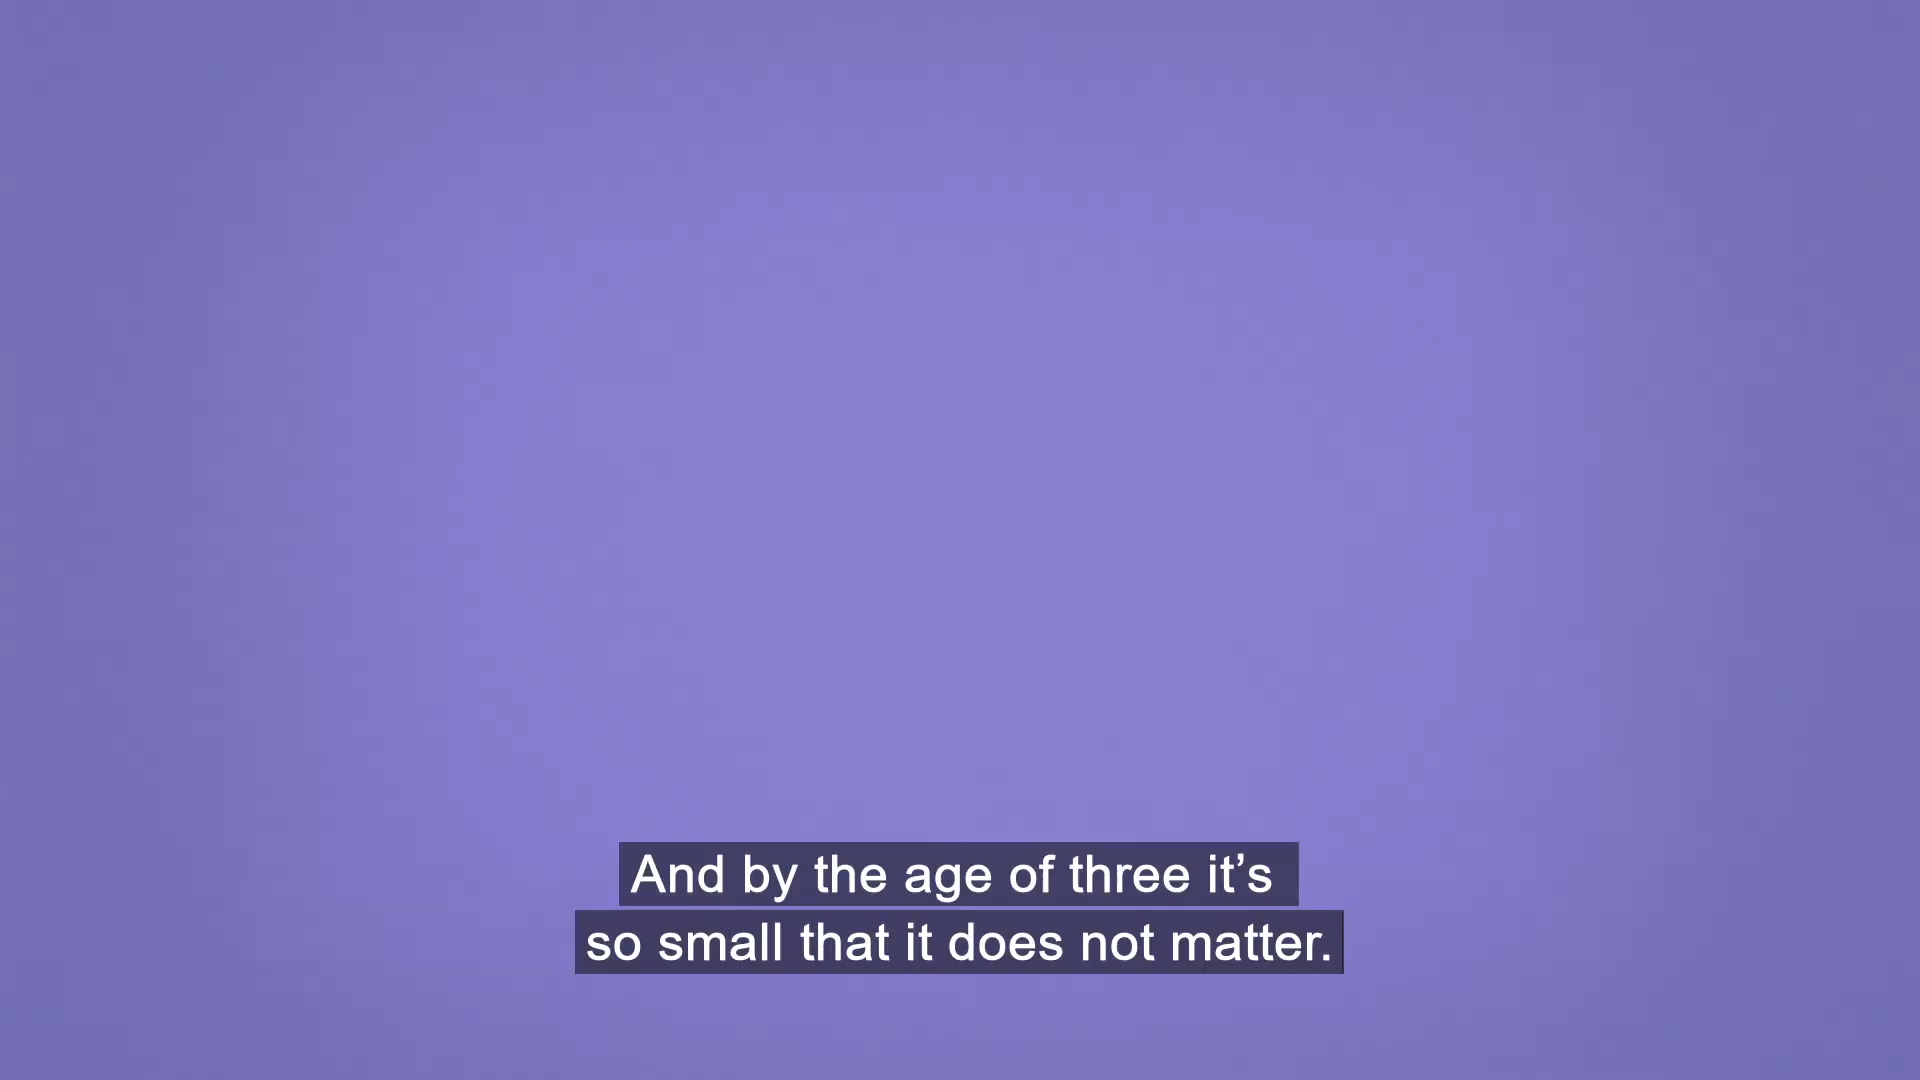 And by the age of three it’s
so small that it does not matter.